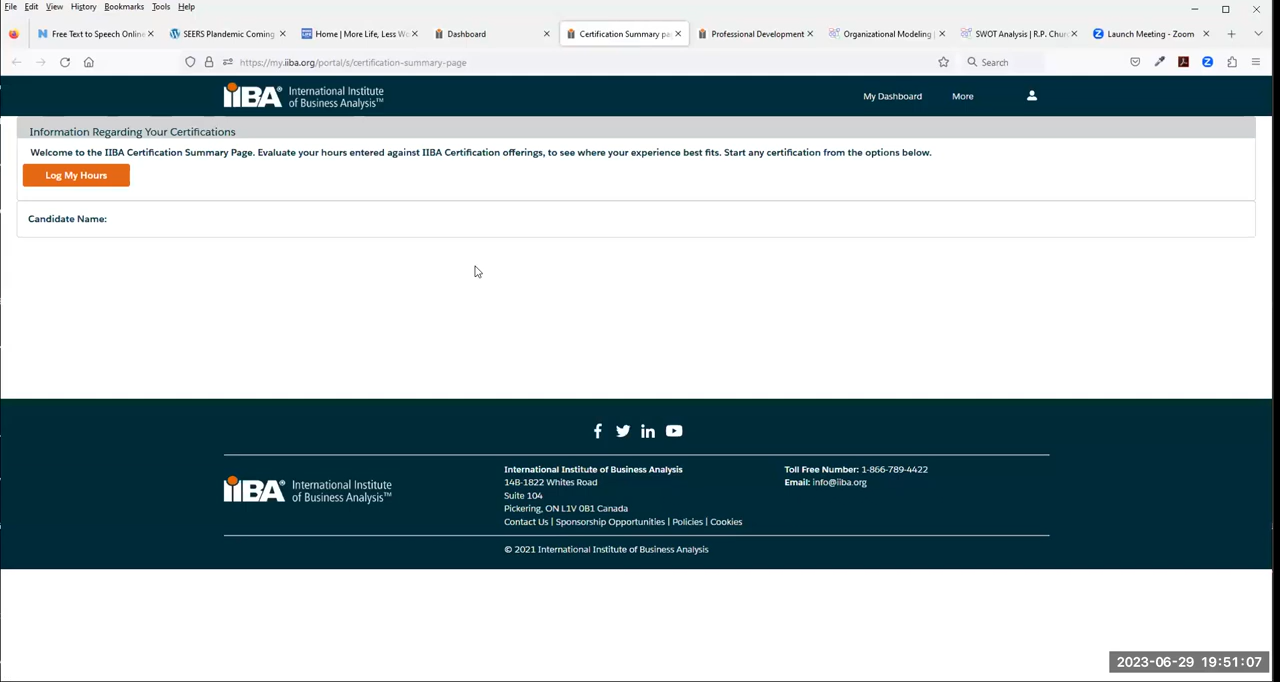 File Edit View History Bookmarks Tools Help
Free Text to Speech Online
SEERS Plandemic Coming
Home | More Life, Less Wo
Dashboard
Certification Summary pa
Professional Development
Organizational Modeling |
SWOT Analysis | R.P. Chur
Launch Meeting - Zoom
https://my.iiba.org/portal/s/certification-summary-page
Search
iiBA® International Institute
of Business Analysis™
My Dashboard
More
Information Regarding Your Certifications
Welcome to the IIBA Certification Summary Page. Evaluate your hours entered against IIBA Certification offerings, to see where your experience best fits. Start any certification from the options below.
Log My Hours
Candidate Name:
iiBA® International Institute
of Business Analysis™
International Institute of Business Analysis
14B-1822 Whites Road
Suite 104
Pickering, ON L1V 0B1 Canada
Contact Us | Sponsorship Opportunities | Policies | Cookies
Toll Free Number: 1-866-789-4422
Email: info@iiba.org
© 2021 International Institute of Business Analysis
2023-06-29 19:51:07